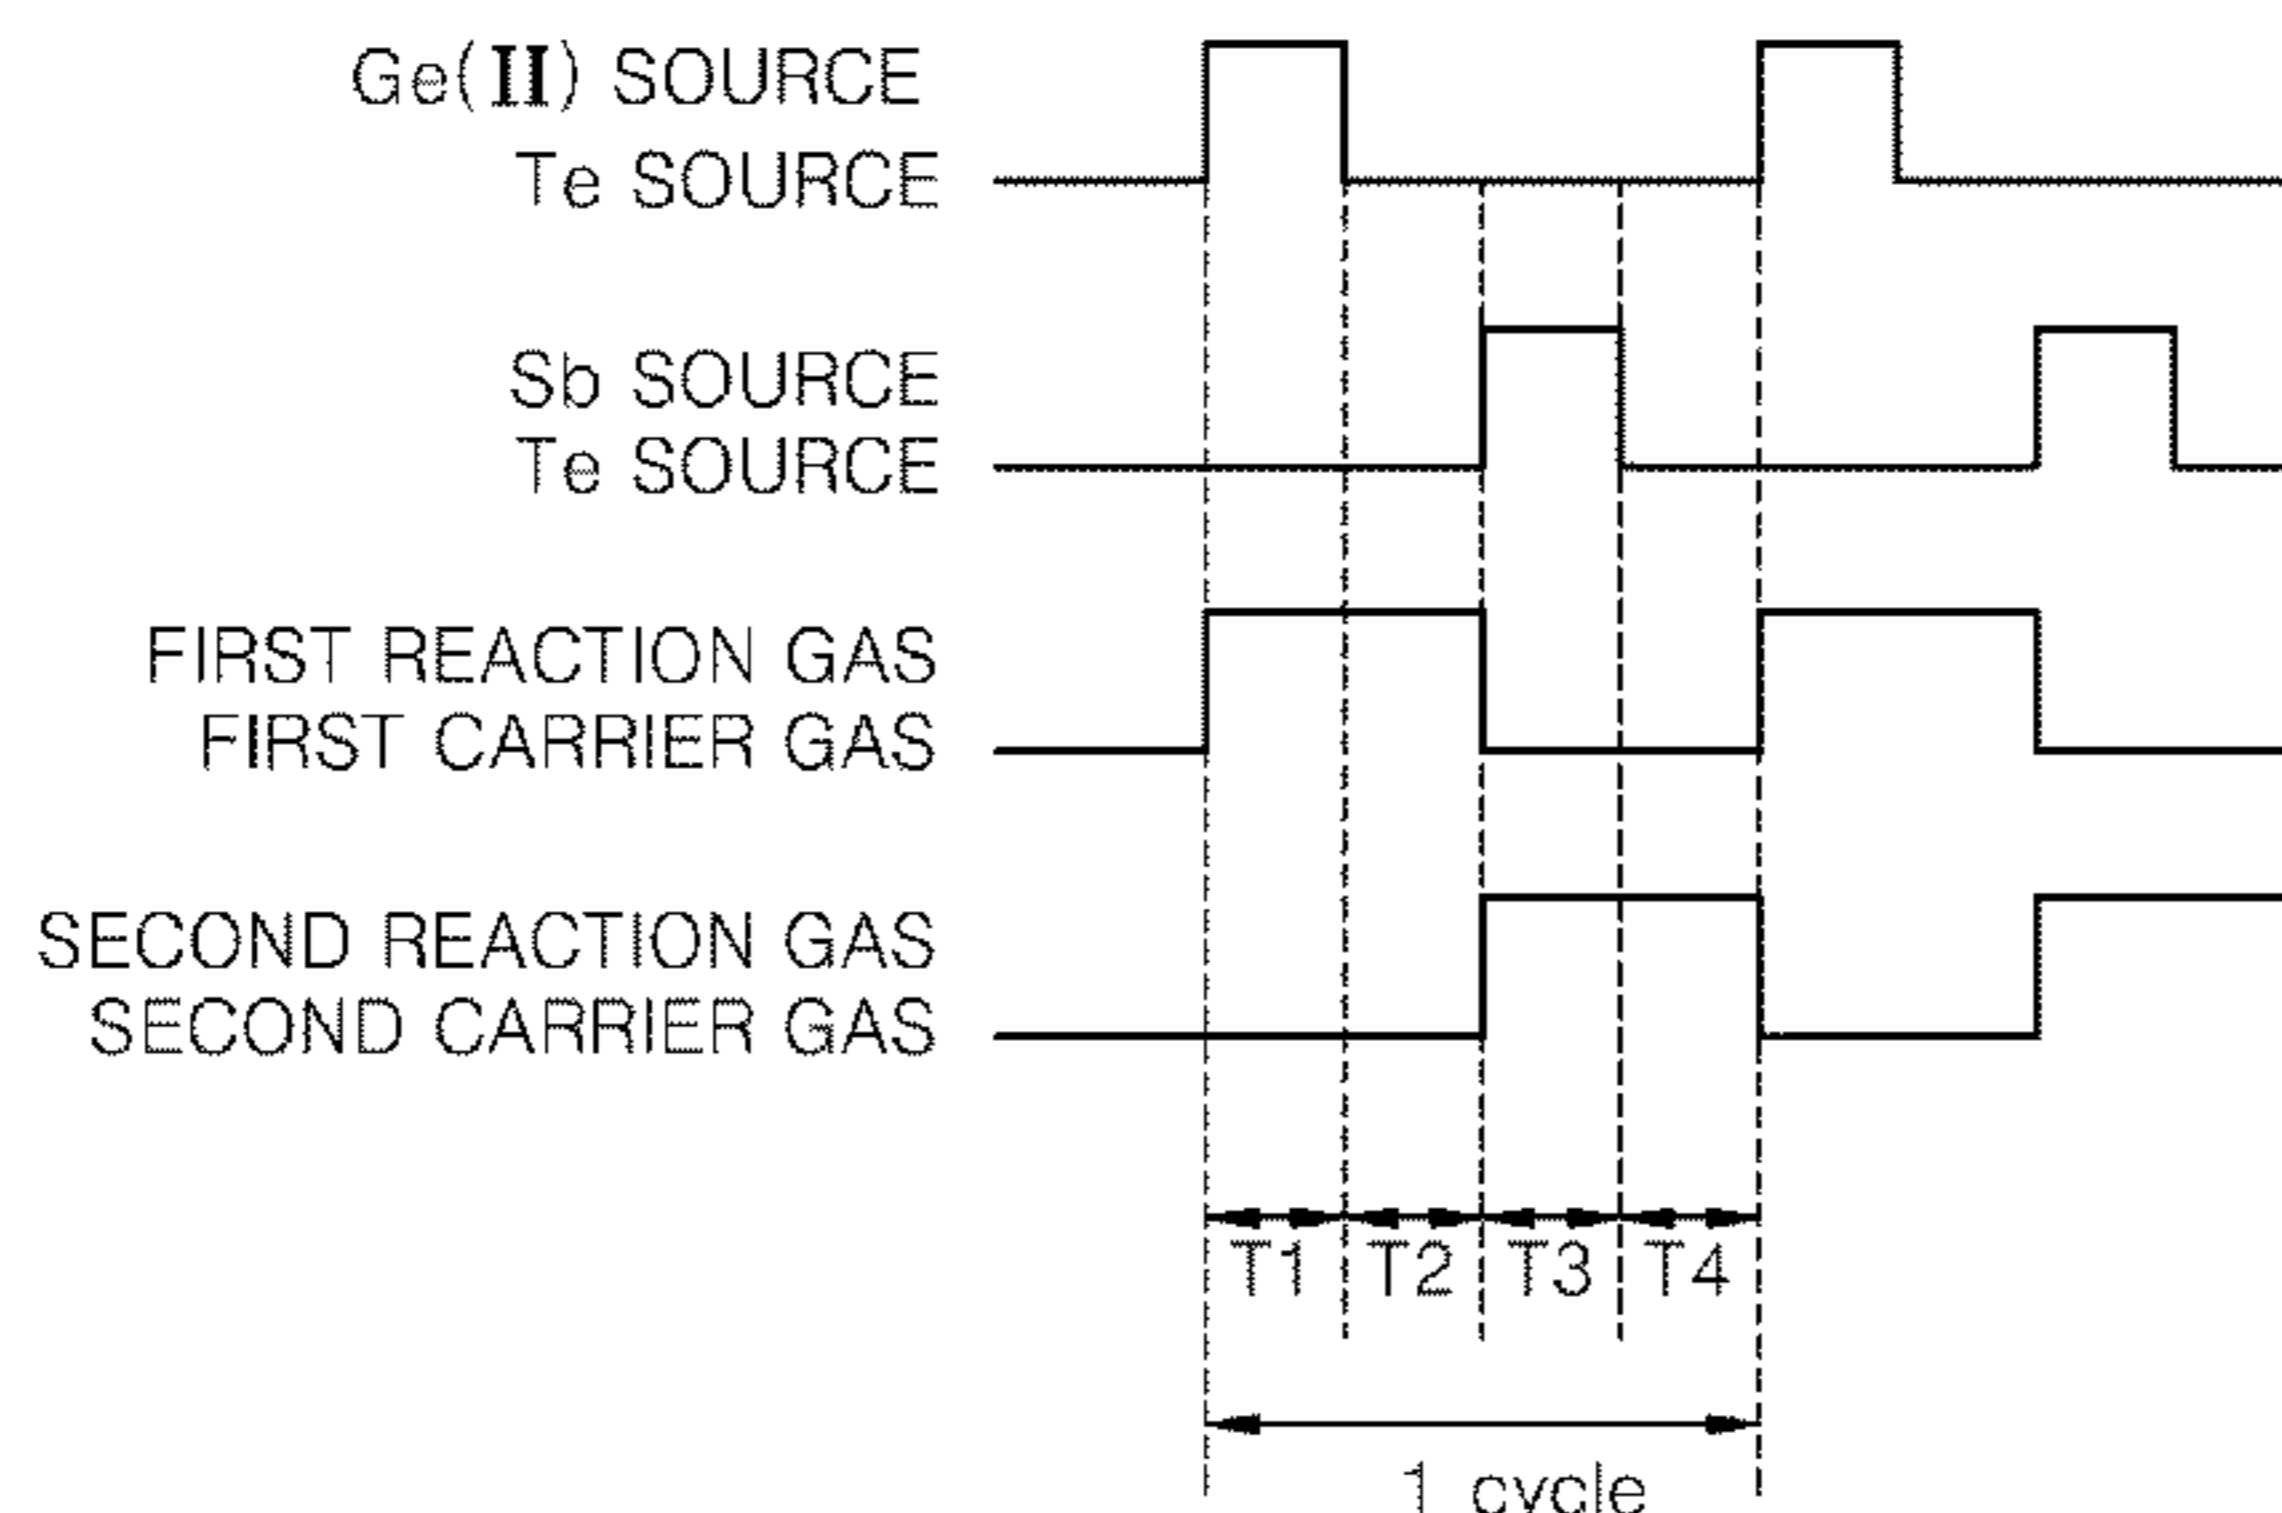 Ge(II) SOURCE
Te SOURCE
Sb SOURCE
Te SOURCE
FIRST REACTION GAS
FIRST CARRIER GAS
SECOND REACTION GAS
SECOND CARRIER GAS
T1 T2 T3 T4
1 cycle